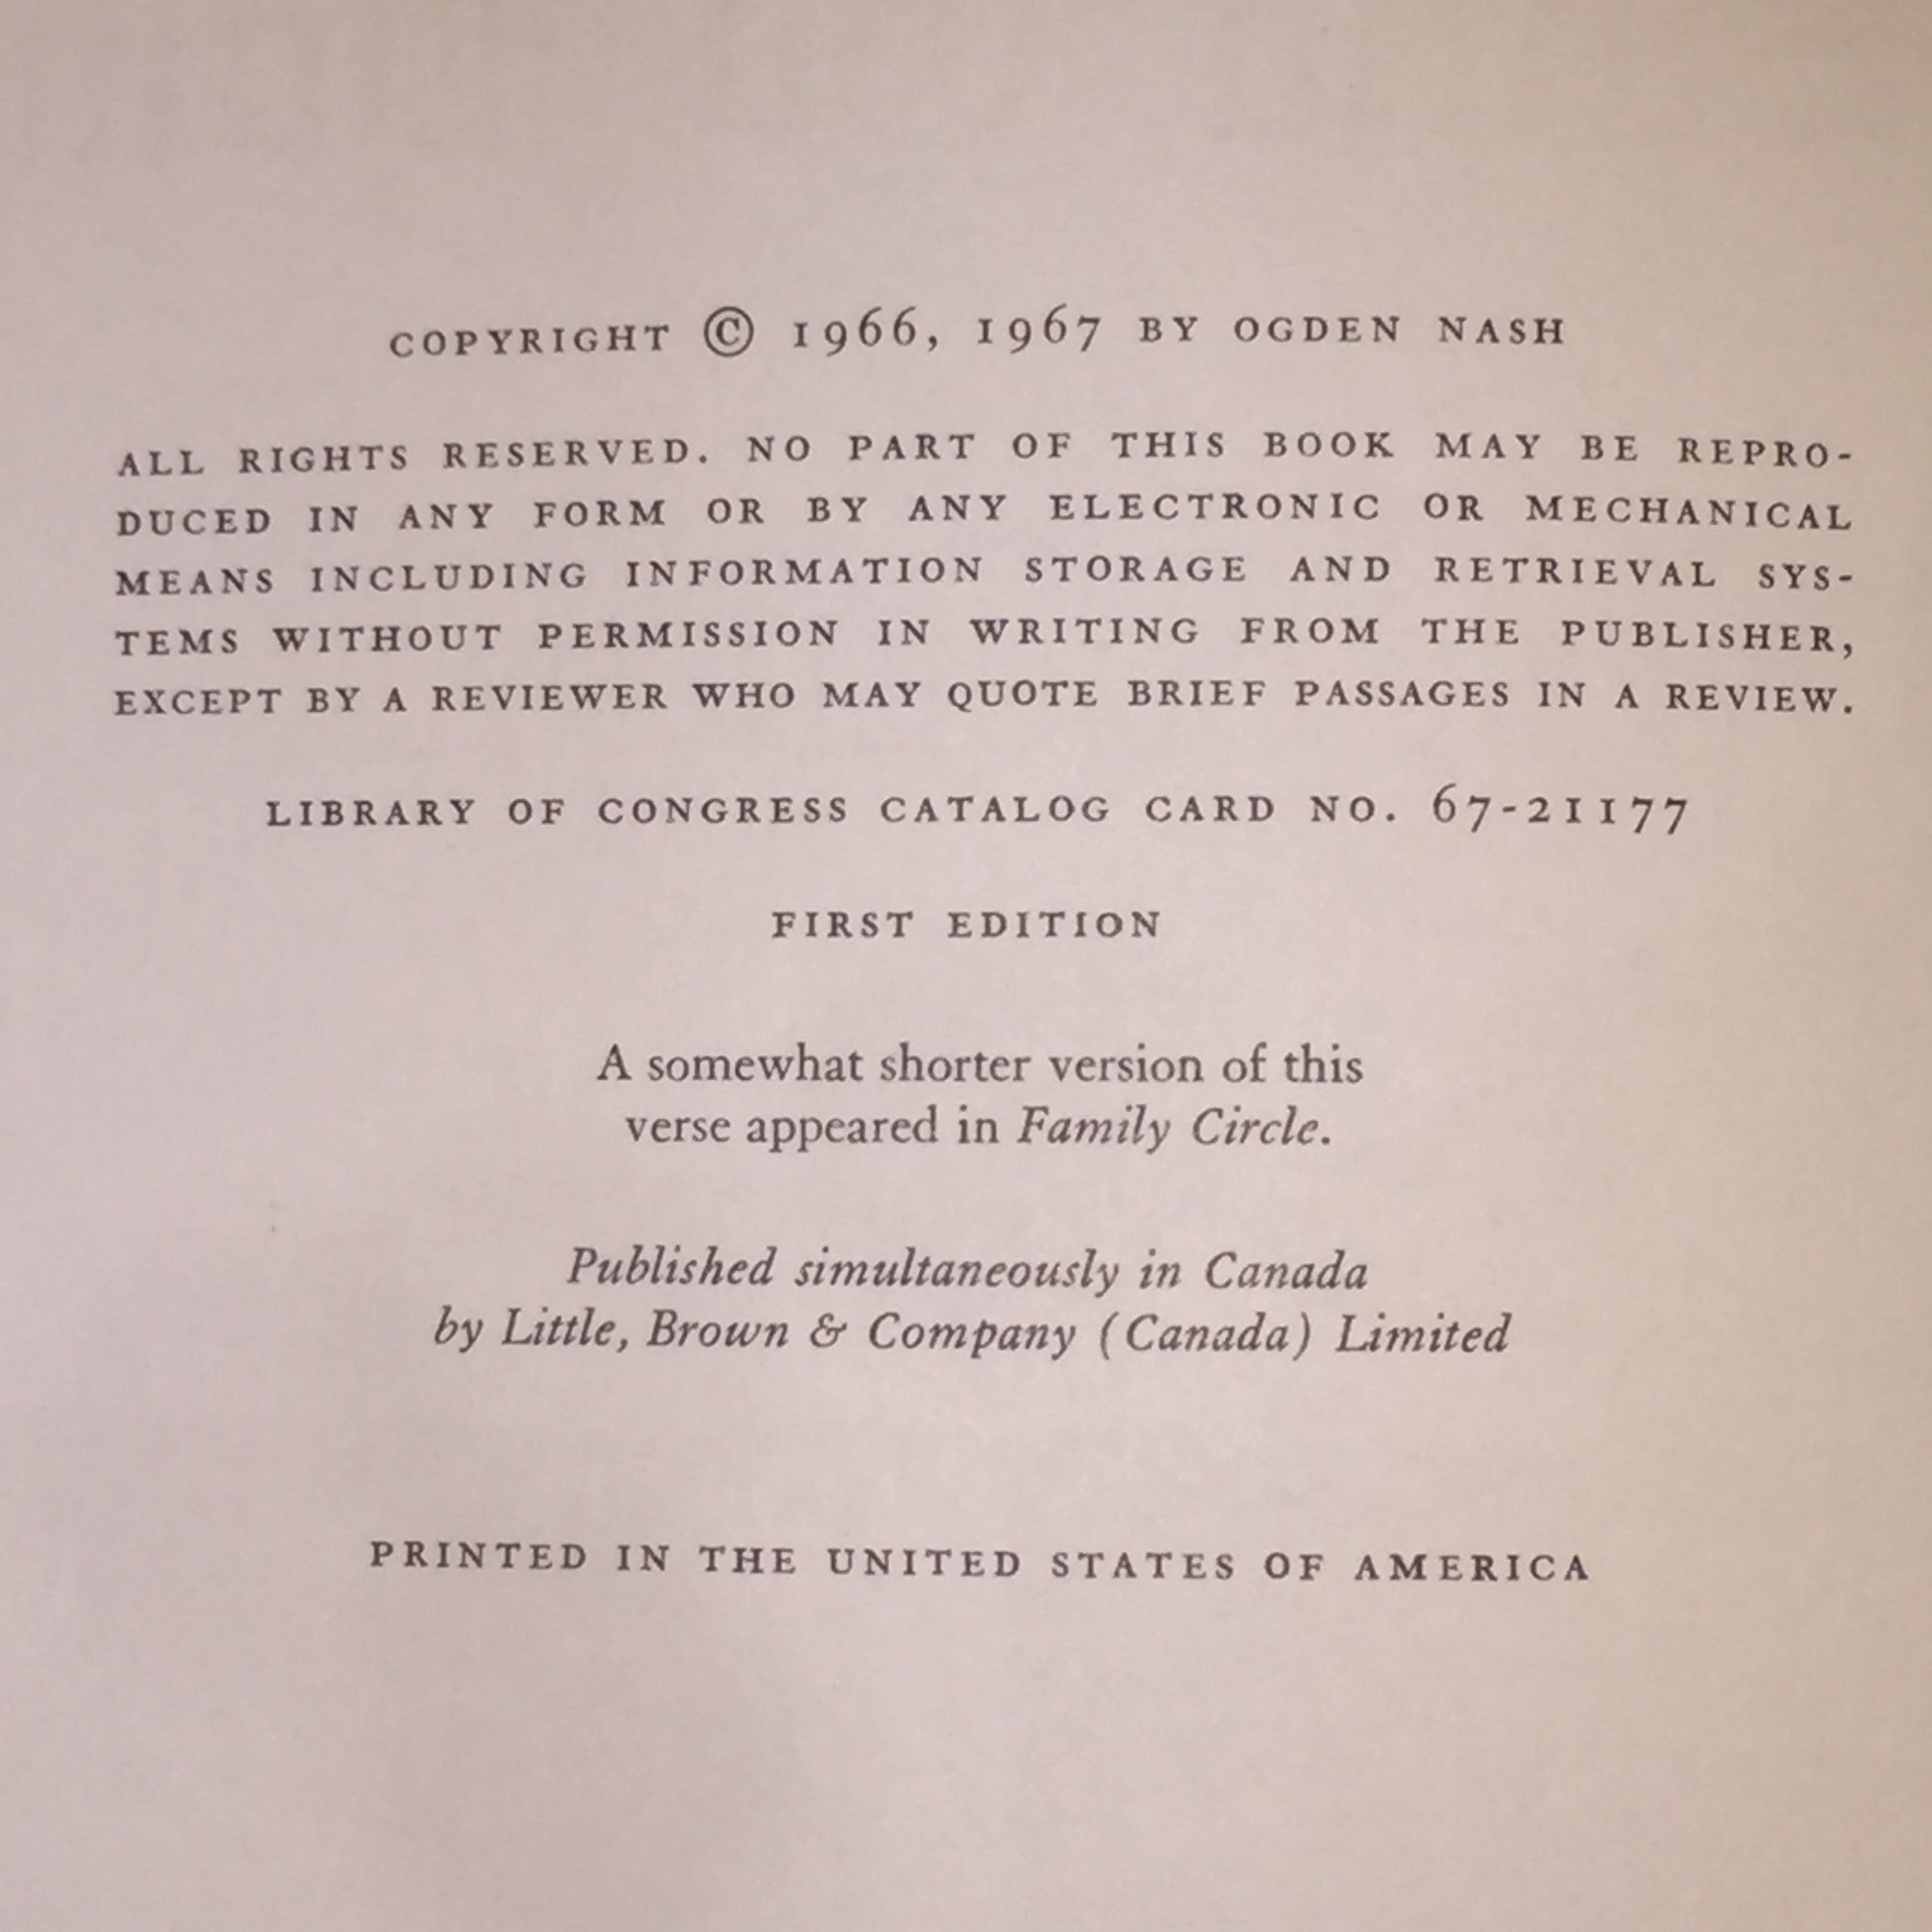 COPYRIGHT © 1966, 1967 BY OGDEN NASH
ALL RIGHTS RESERVED. NO PART OF THIS BOOK MAY BE REPRO-
DUCED IN ANY FORM OR BY ANY ELECTRONIC OR MECHANICAL
MEANS INCLUDING INFORMATION STORAGE AND RETRIEVAL SYS-
TEMS WITHOUT PERMISSION IN WRITING FROM THE PUBLISHER,
EXCEPT BY A REVIEWER WHO MAY QUOTE BRIEF PASSAGES IN A REVIEW.
LIBRARY OF CONGRESS CATALOG CARD NO. 67-21177
FIRST EDITION
A somewhat shorter version of this
verse appeared in Family Circle.
Published simultaneously in Canada
by Little, Brown & Company (Canada) Limited
PRINTED IN THE UNITED STATES OF AMERICA